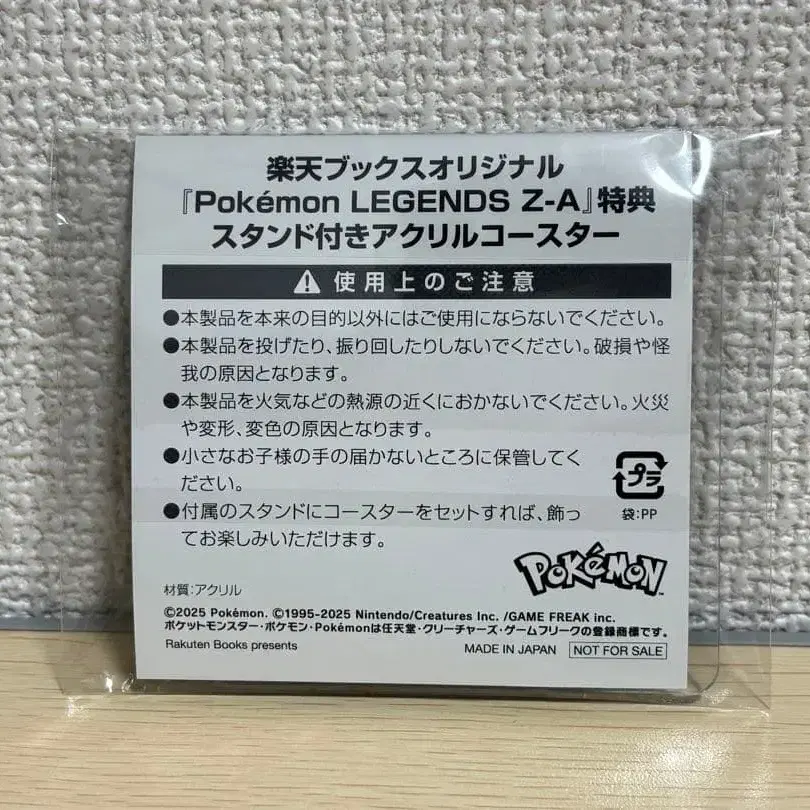 楽天ブックスオリジナル
『Pokémon LEGENDS Z-A』特典
スタンド付きアクリルコースター
使用上のご注意
●本製品を本来の目的以外にはご使用にならないでください。
●本製品を投げたり、振り回したりしないでください。破損や怪
我の原因となります。
●本製品を火気などの熱源の近くにおかないでください。火災
や変形、変色の原因となります。
●小さなお子様の手の届かないところに保管してく
ださい。
●付属のスタンドにコースターをセットすれば、飾っ
てお楽しみいただけます。
プラ
袋:PP
POKéMON
材質:アクリル
©2025 Pokémon. ©1995-2025 Nintendo/Creatures Inc. /GAME FREAK inc.
ポケットモンスター・ポケモン・Pokémonは任天堂・クリーチャーズ・ゲームフリークの登録商標です。
Rakuten Books presents
MADE IN JAPAN
NOT FOR SALE